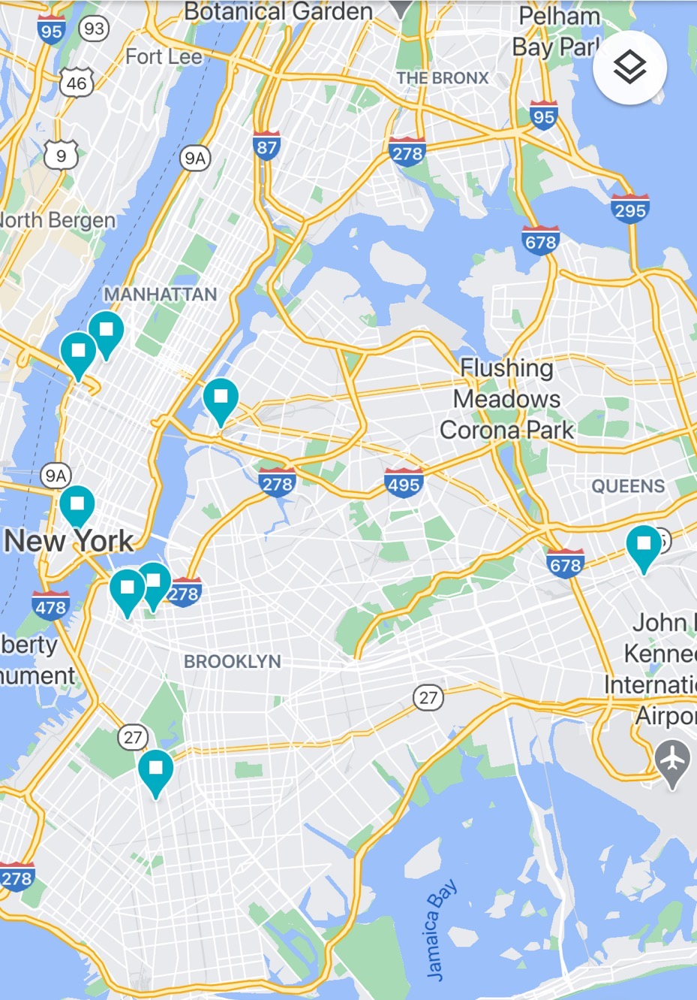 Botanical Garden
Pelham
Bay Park
95
93
Fort Lee
46
THE BRONX
95
87
9
9A
278
North Bergen
295
678
MANHATTAN
Flushing
Meadows
Corona Park
9A
278
495
QUEENS
New York
678
278
478
John
Kenne
Internati
Airpor
berty
nument
BROOKLYN
27
27
278
Jamaica Bay